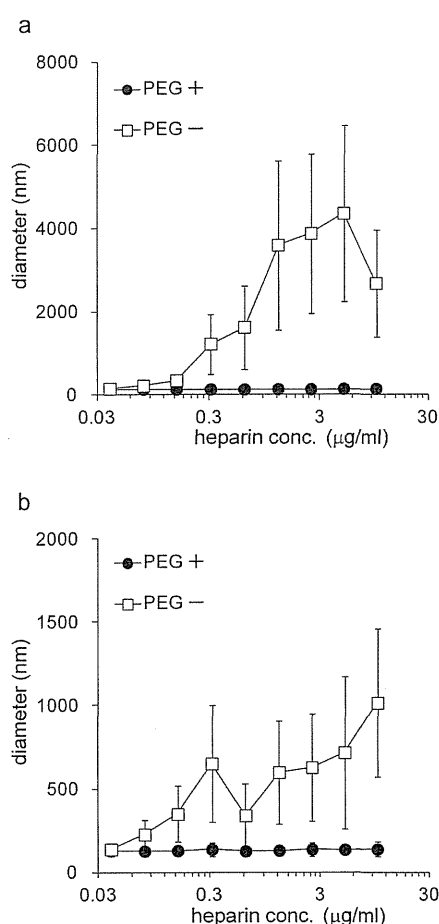 a
8000
PEG +
PEG −
6000
4000
2000
0
diameter (nm)
0.03 0.3 3 30
heparin conc. (μg/ml)
b
2000
PEG +
PEG −
1500
1000
500
0
diameter (nm)
0.03 0.3 3 30
heparin conc. (μg/ml)